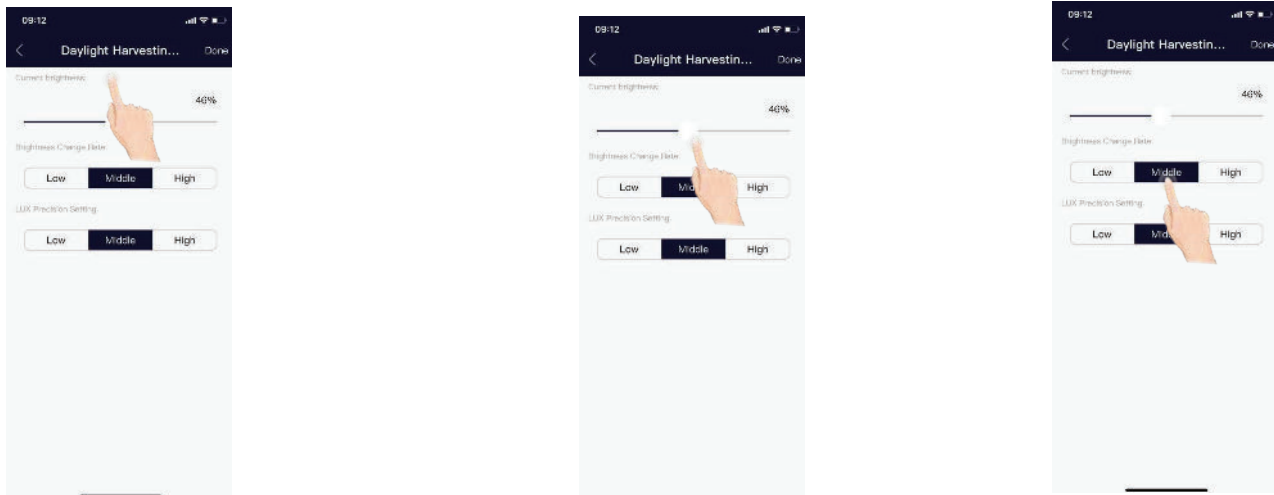 09:12
Daylight Harvestin... Done
Current Brightness:
46%
Brightness Change Rate:
Low Middle High
LUX Precision Setting
Low Middle High
09:12
Daylight Harvestin... Done
Current Brightness:
46%
Brightness Change Rate:
Low Mid High
LUX Precision Setting
Low Middle High
09:12
Daylight Harvestin... Done
Current Brightness:
46%
Brightness Change Rate:
Low Middle High
LUX Precision Setting
Low Mid High